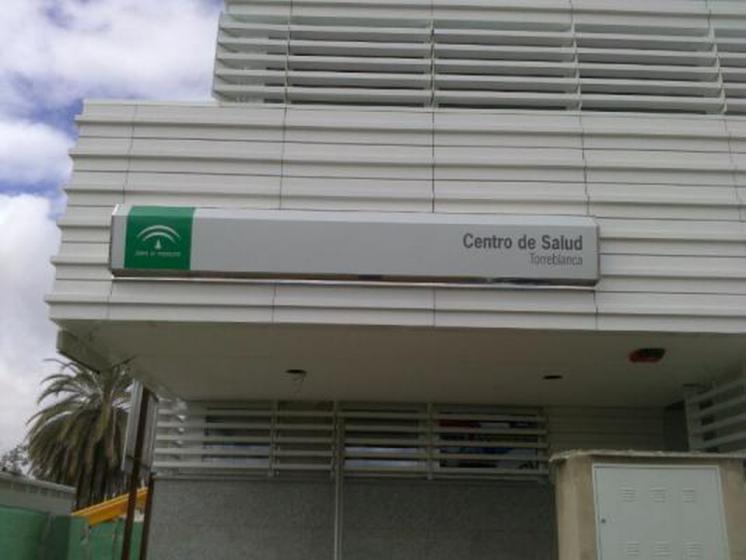 Centro de Salud
Torreblanca